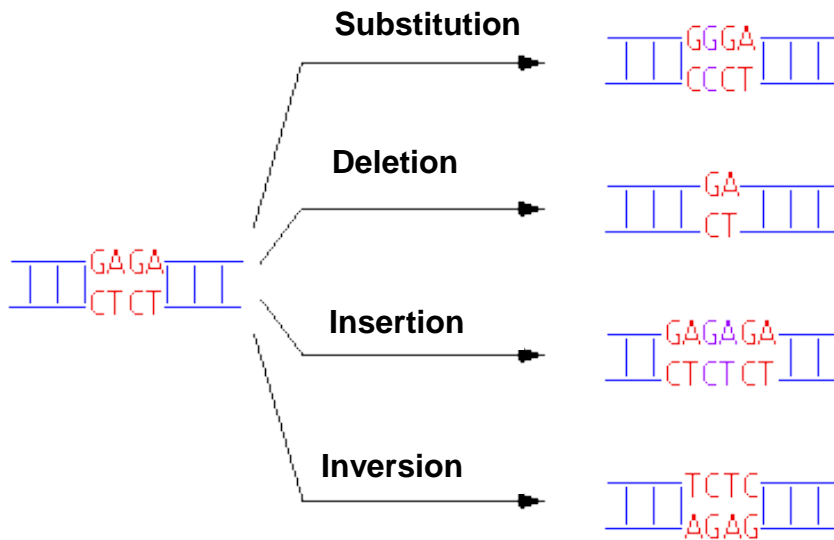 Substitution
GGGA
CCCT
Deletion
GA
CT
GAGA
CTCT
Insertion
GAGAGA
CTCTCT
Inversion
TCTC
AGAG